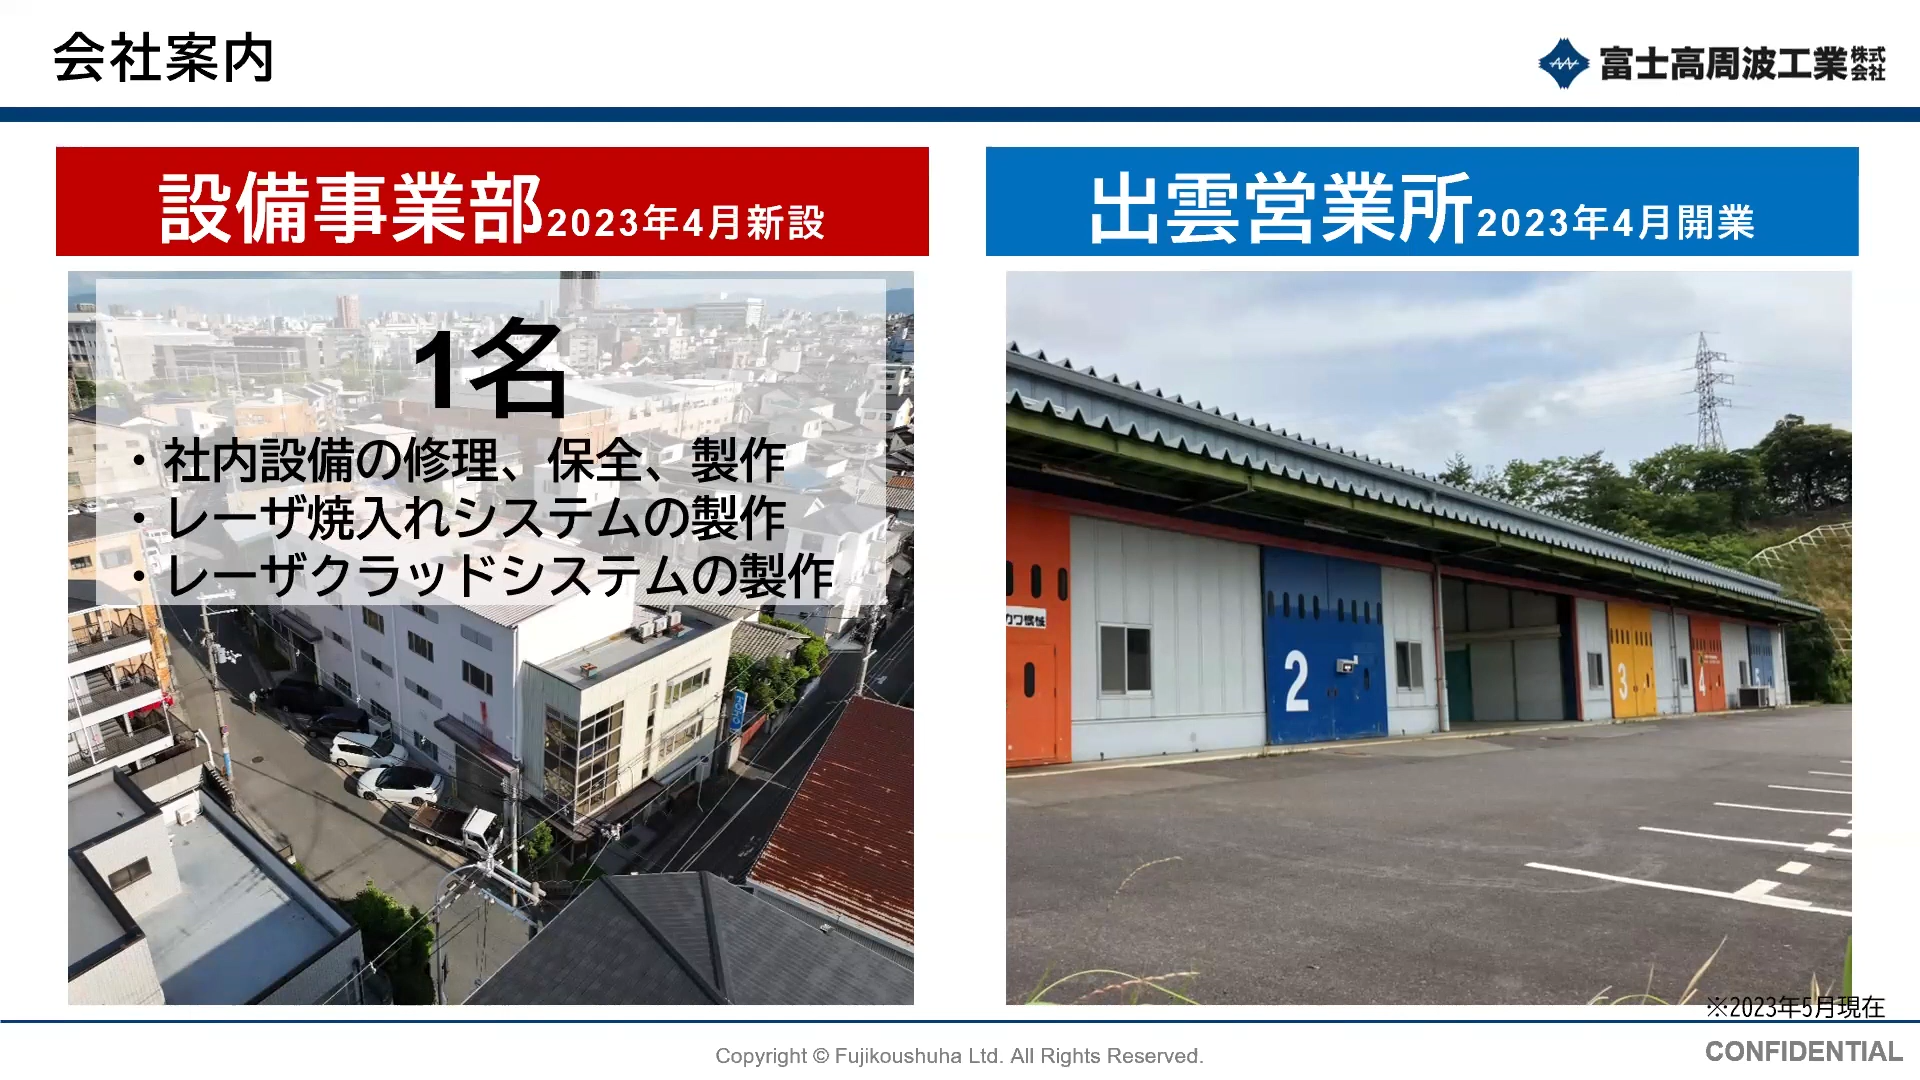 会社案内
富士高周波工業株式会社
設備事業部2023年4月新設
出雲営業所2023年4月開業
1名
・社内設備の修理、保全、製作
・レーザ焼入れシステムの製作
・レーザクラッドシステムの製作
2
3
4
5
※2023年5月現在
Copyright © Fujikoushuha Ltd. All Rights Reserved.
CONFIDENTIAL